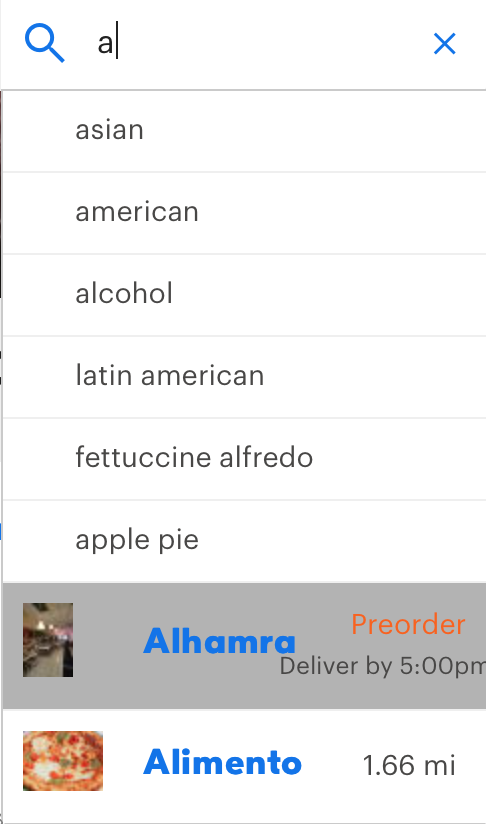 a
asian
american
alcohol
latin american
fettuccine alfredo
apple pie
Alhamra
Preorder
Deliver by 5:00pm
Alimento
1.66 mi